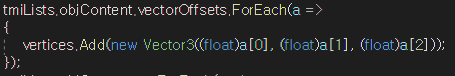 tmiLists.objContent.vectorOffsets.ForEach(a =>
{
    vertices.Add(new Vector3((float)a[0], (float)a[1], (float)a[2]));
});